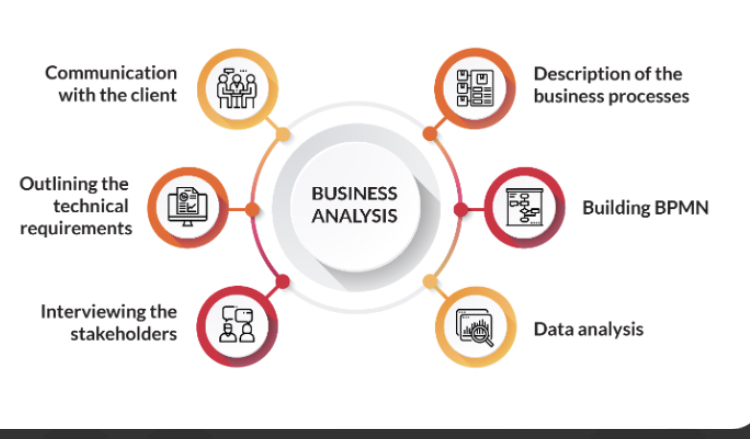 Communication
with the client
Outlining the
technical
requirements
Interviewing the
stakeholders
BUSINESS
ANALYSIS
Description of the
business processes
Building BPMN
Data analysis